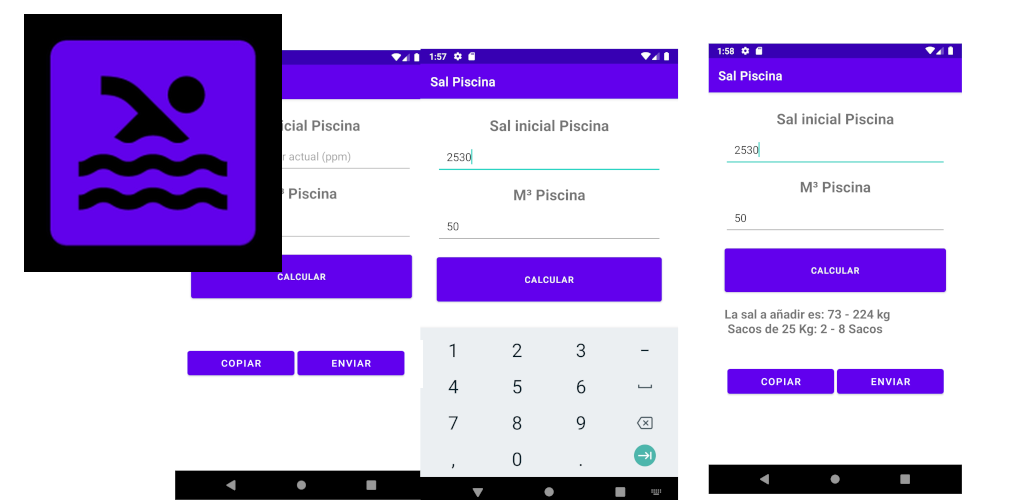 icial Piscina
r actual (ppm)
Piscina
CALCULAR
COPIAR
ENVIAR
1:57
Sal Piscina
Sal inicial Piscina
2530
M³ Piscina
50
CALCULAR
1 2 3 –
4 5 6
7 8 9
, 0 .
1:58
Sal Piscina
Sal inicial Piscina
2530
M³ Piscina
50
CALCULAR
La sal a añadir es: 73 - 224 kg
Sacos de 25 Kg: 2 - 8 Sacos
COPIAR
ENVIAR